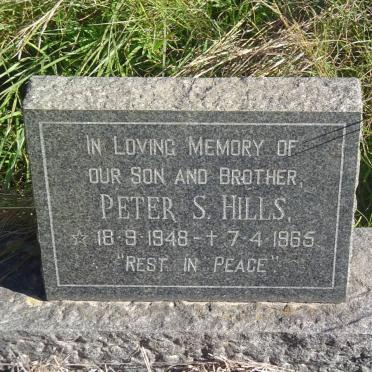 In Loving Memory of
our Son and Brother,
Peter S. Hills,
☆ 18-9-1948 - † 7-4-1965
"Rest in Peace"